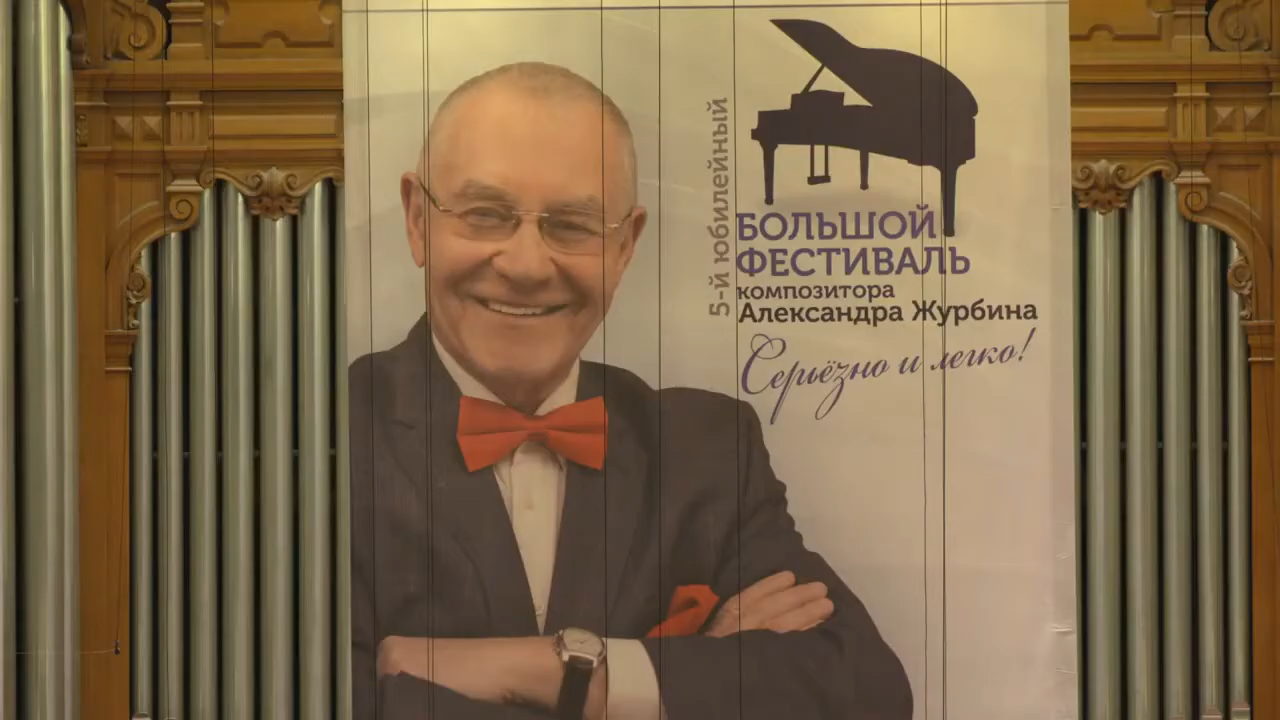 5-й юбилейный
БОЛЬШОЙ
ФЕСТИВАЛЬ
композитора
Александра Журбина
Серьёзно и легко!